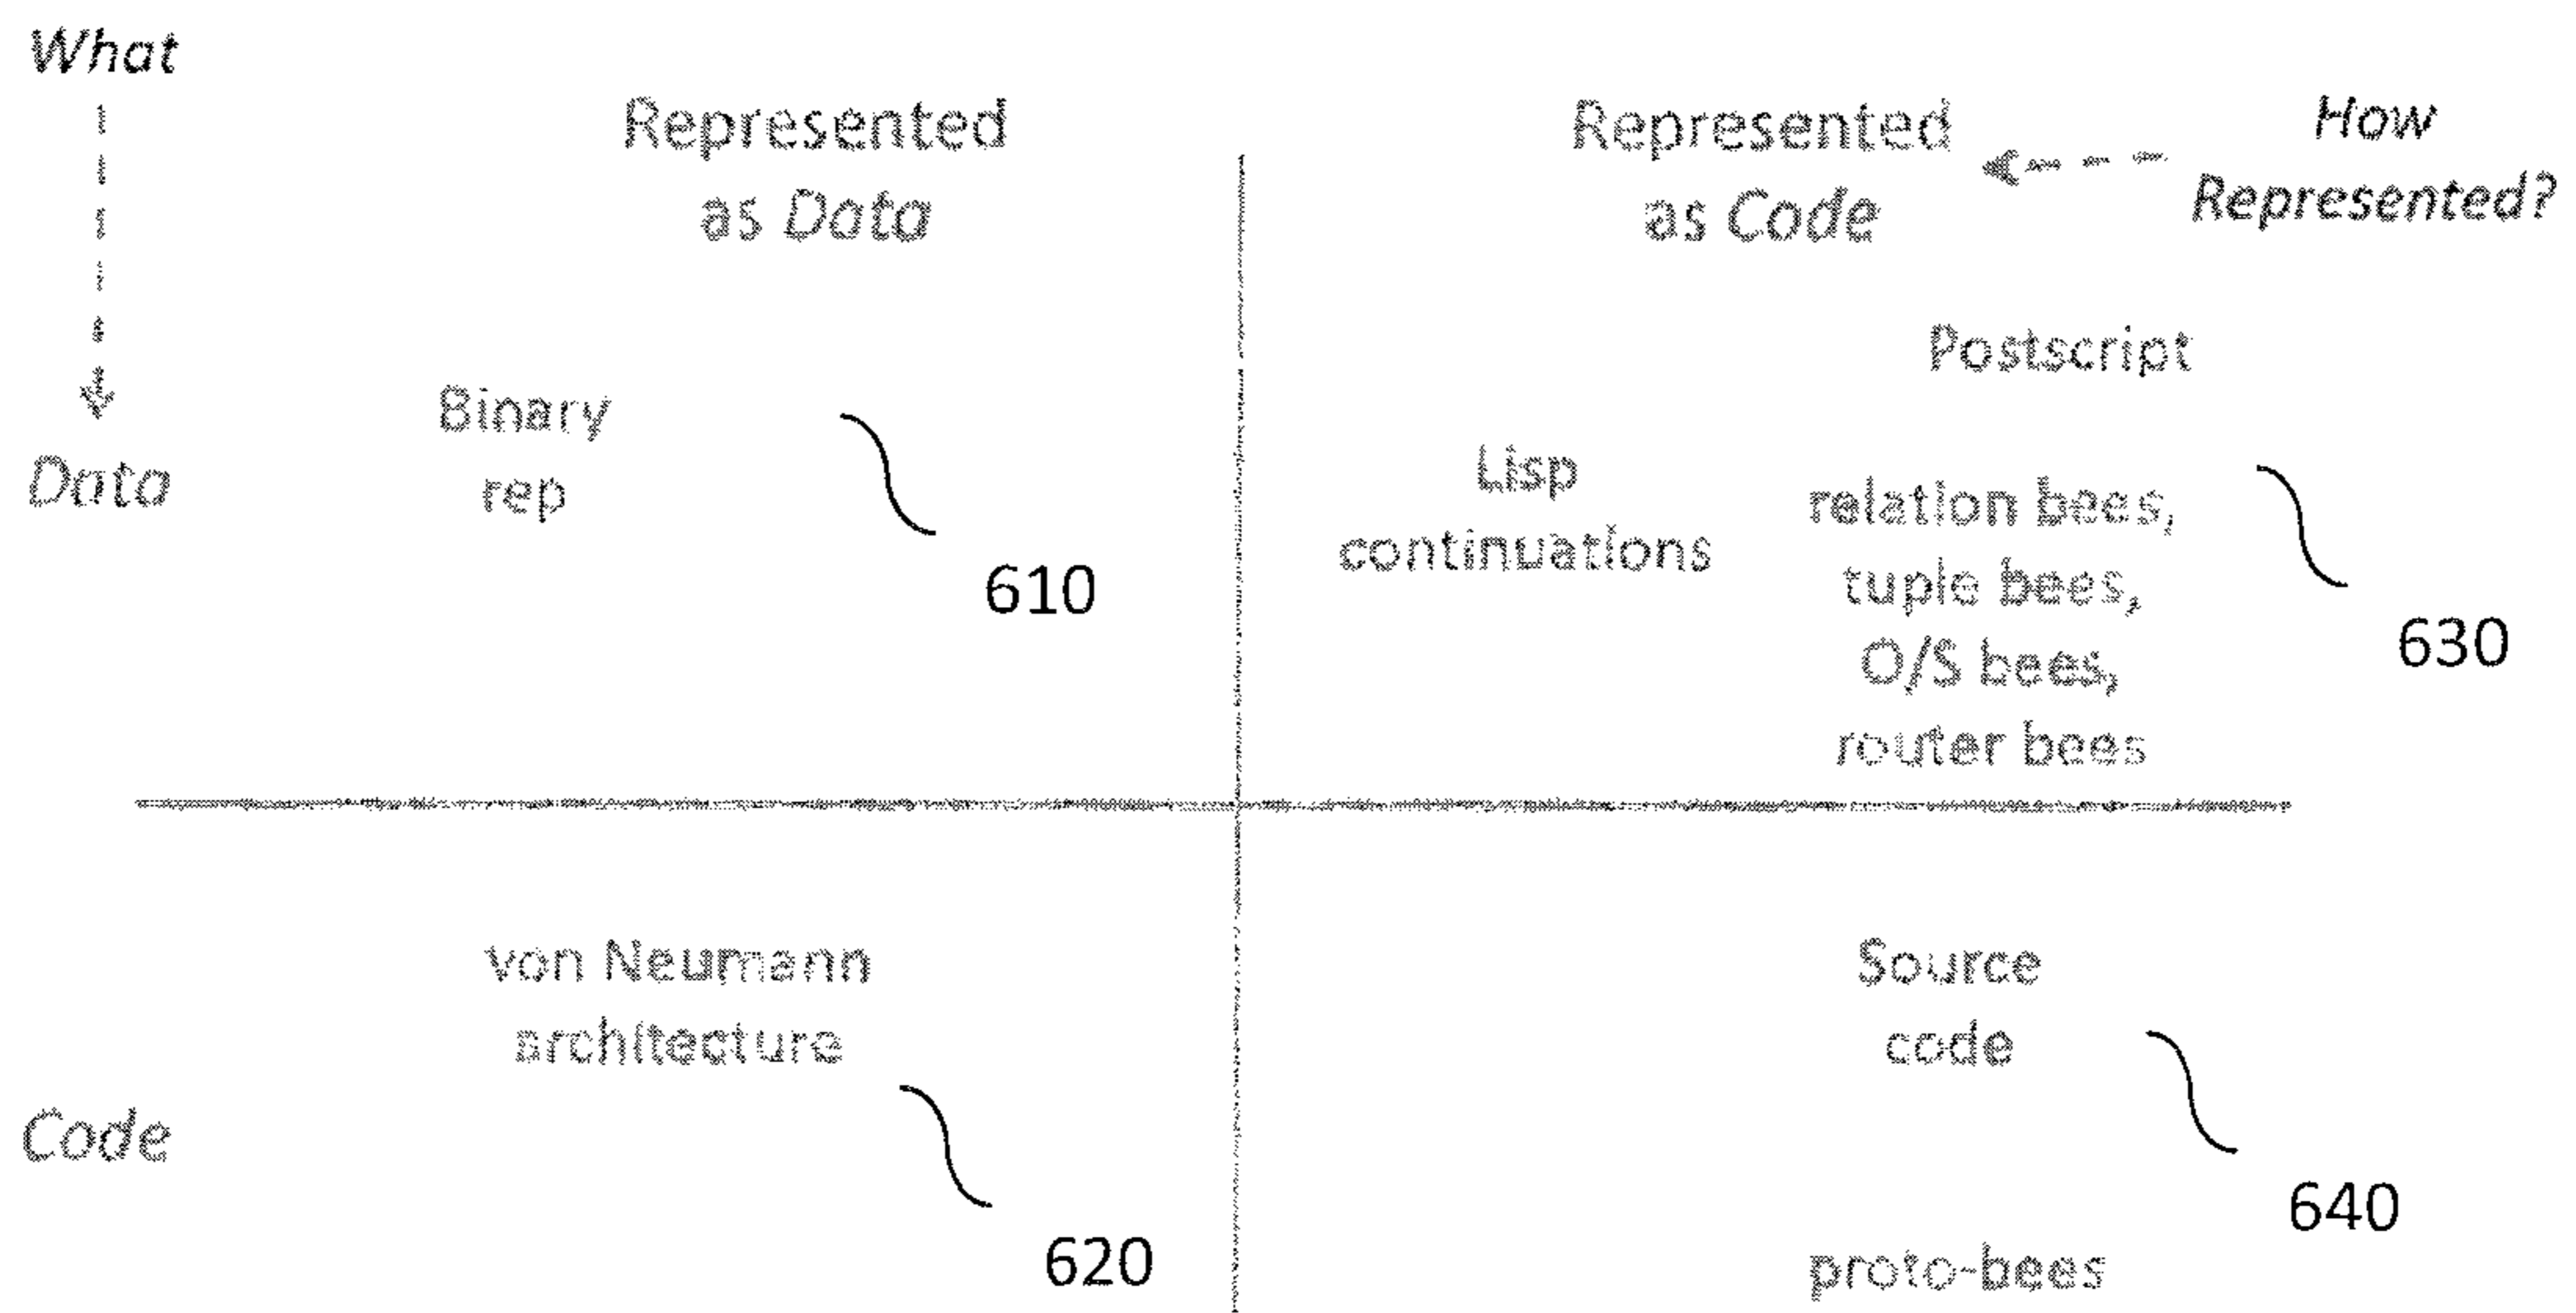 What
Represented
as Data
Represented
as Code
How
Represented?
Data
Binary
rep
610
Postscript
Lisp
continuations
relation bees,
tuple bees,
O/S bees,
router bees
630
Code
von Neumann
architecture
620
Source
code
640
proto-bees